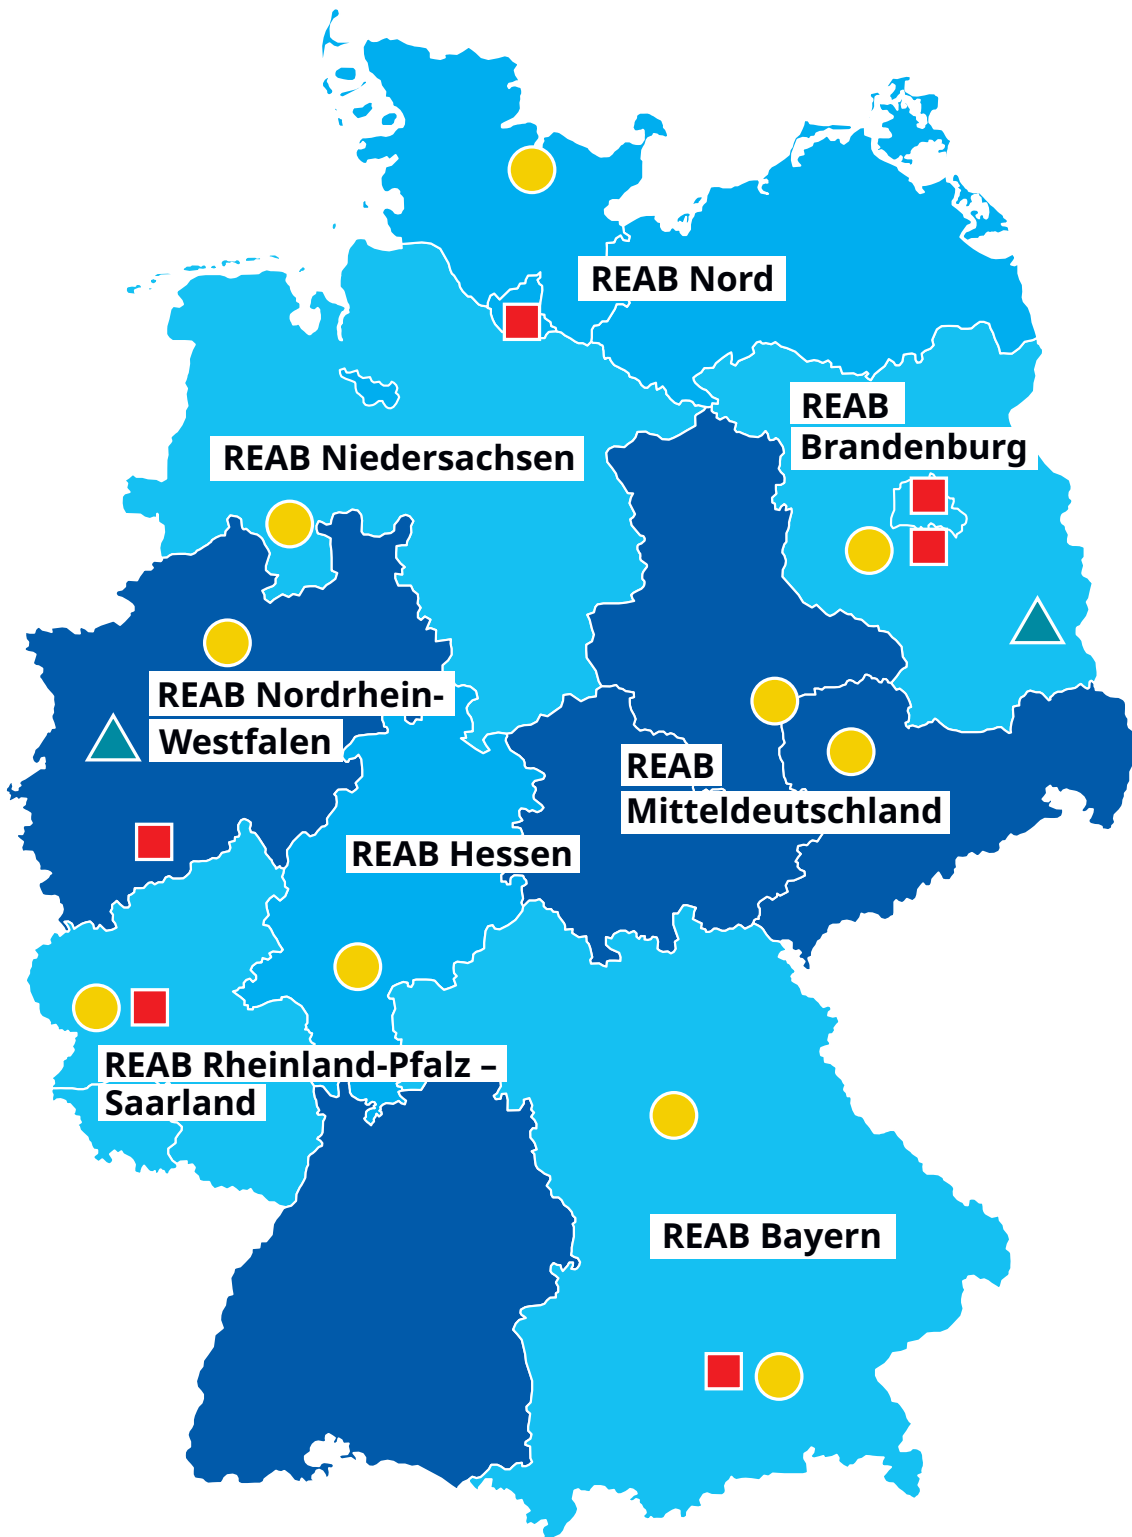 REAB Nord
REAB
Brandenburg
REAB Niedersachsen
REAB Nordrhein-
Westfalen
REAB
Mitteldeutschland
REAB Hessen
REAB Rheinland-Pfalz –
Saarland
REAB Bayern